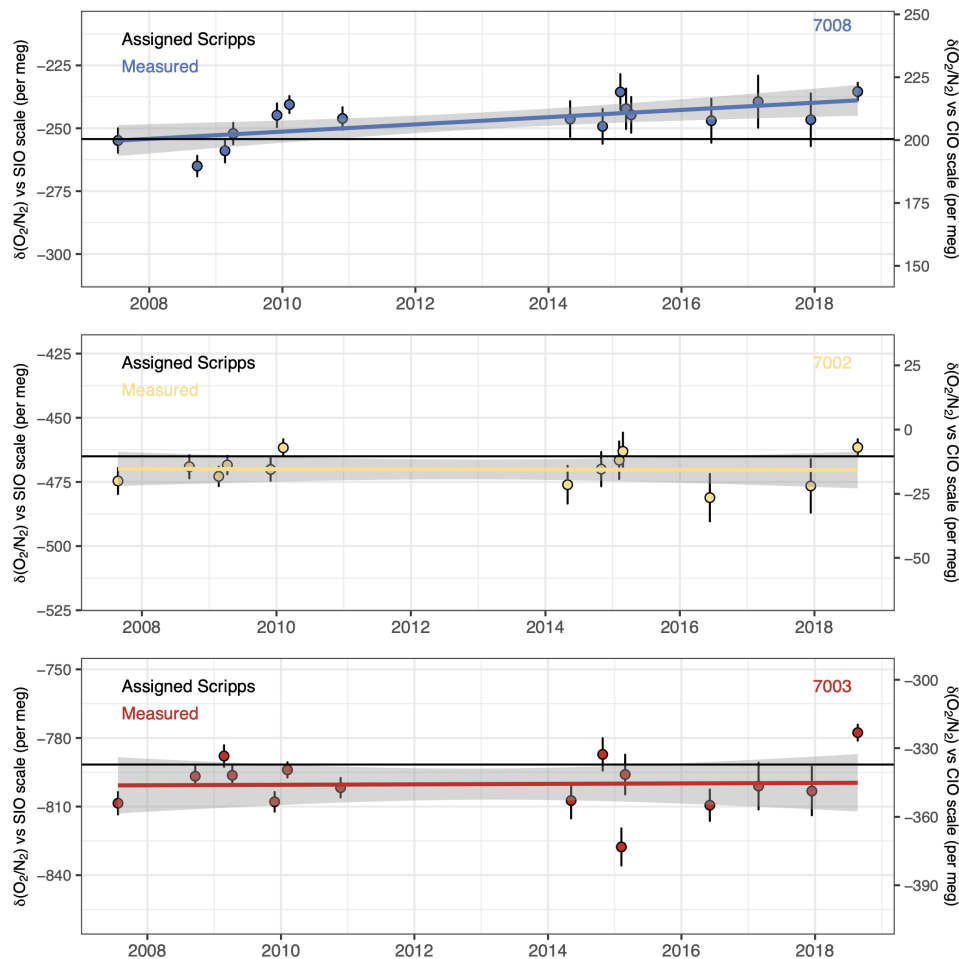 Assigned Scripps
Measured
7008
δ(O₂/N₂) vs SIO scale (per meg)
−225
−250
−275
−300
250
225
200
175
150
δ(O₂/N₂) vs CIO scale (per meg)
2008 2010 2012 2014 2016 2018
Assigned Scripps
Measured
7002
δ(O₂/N₂) vs SIO scale (per meg)
−425
−450
−475
−500
−525
25
0
−25
−50
δ(O₂/N₂) vs CIO scale (per meg)
2008 2010 2012 2014 2016 2018
Assigned Scripps
Measured
7003
δ(O₂/N₂) vs SIO scale (per meg)
−750
−780
−810
−840
−300
−330
−360
−390
δ(O₂/N₂) vs CIO scale (per meg)
2008 2010 2012 2014 2016 2018